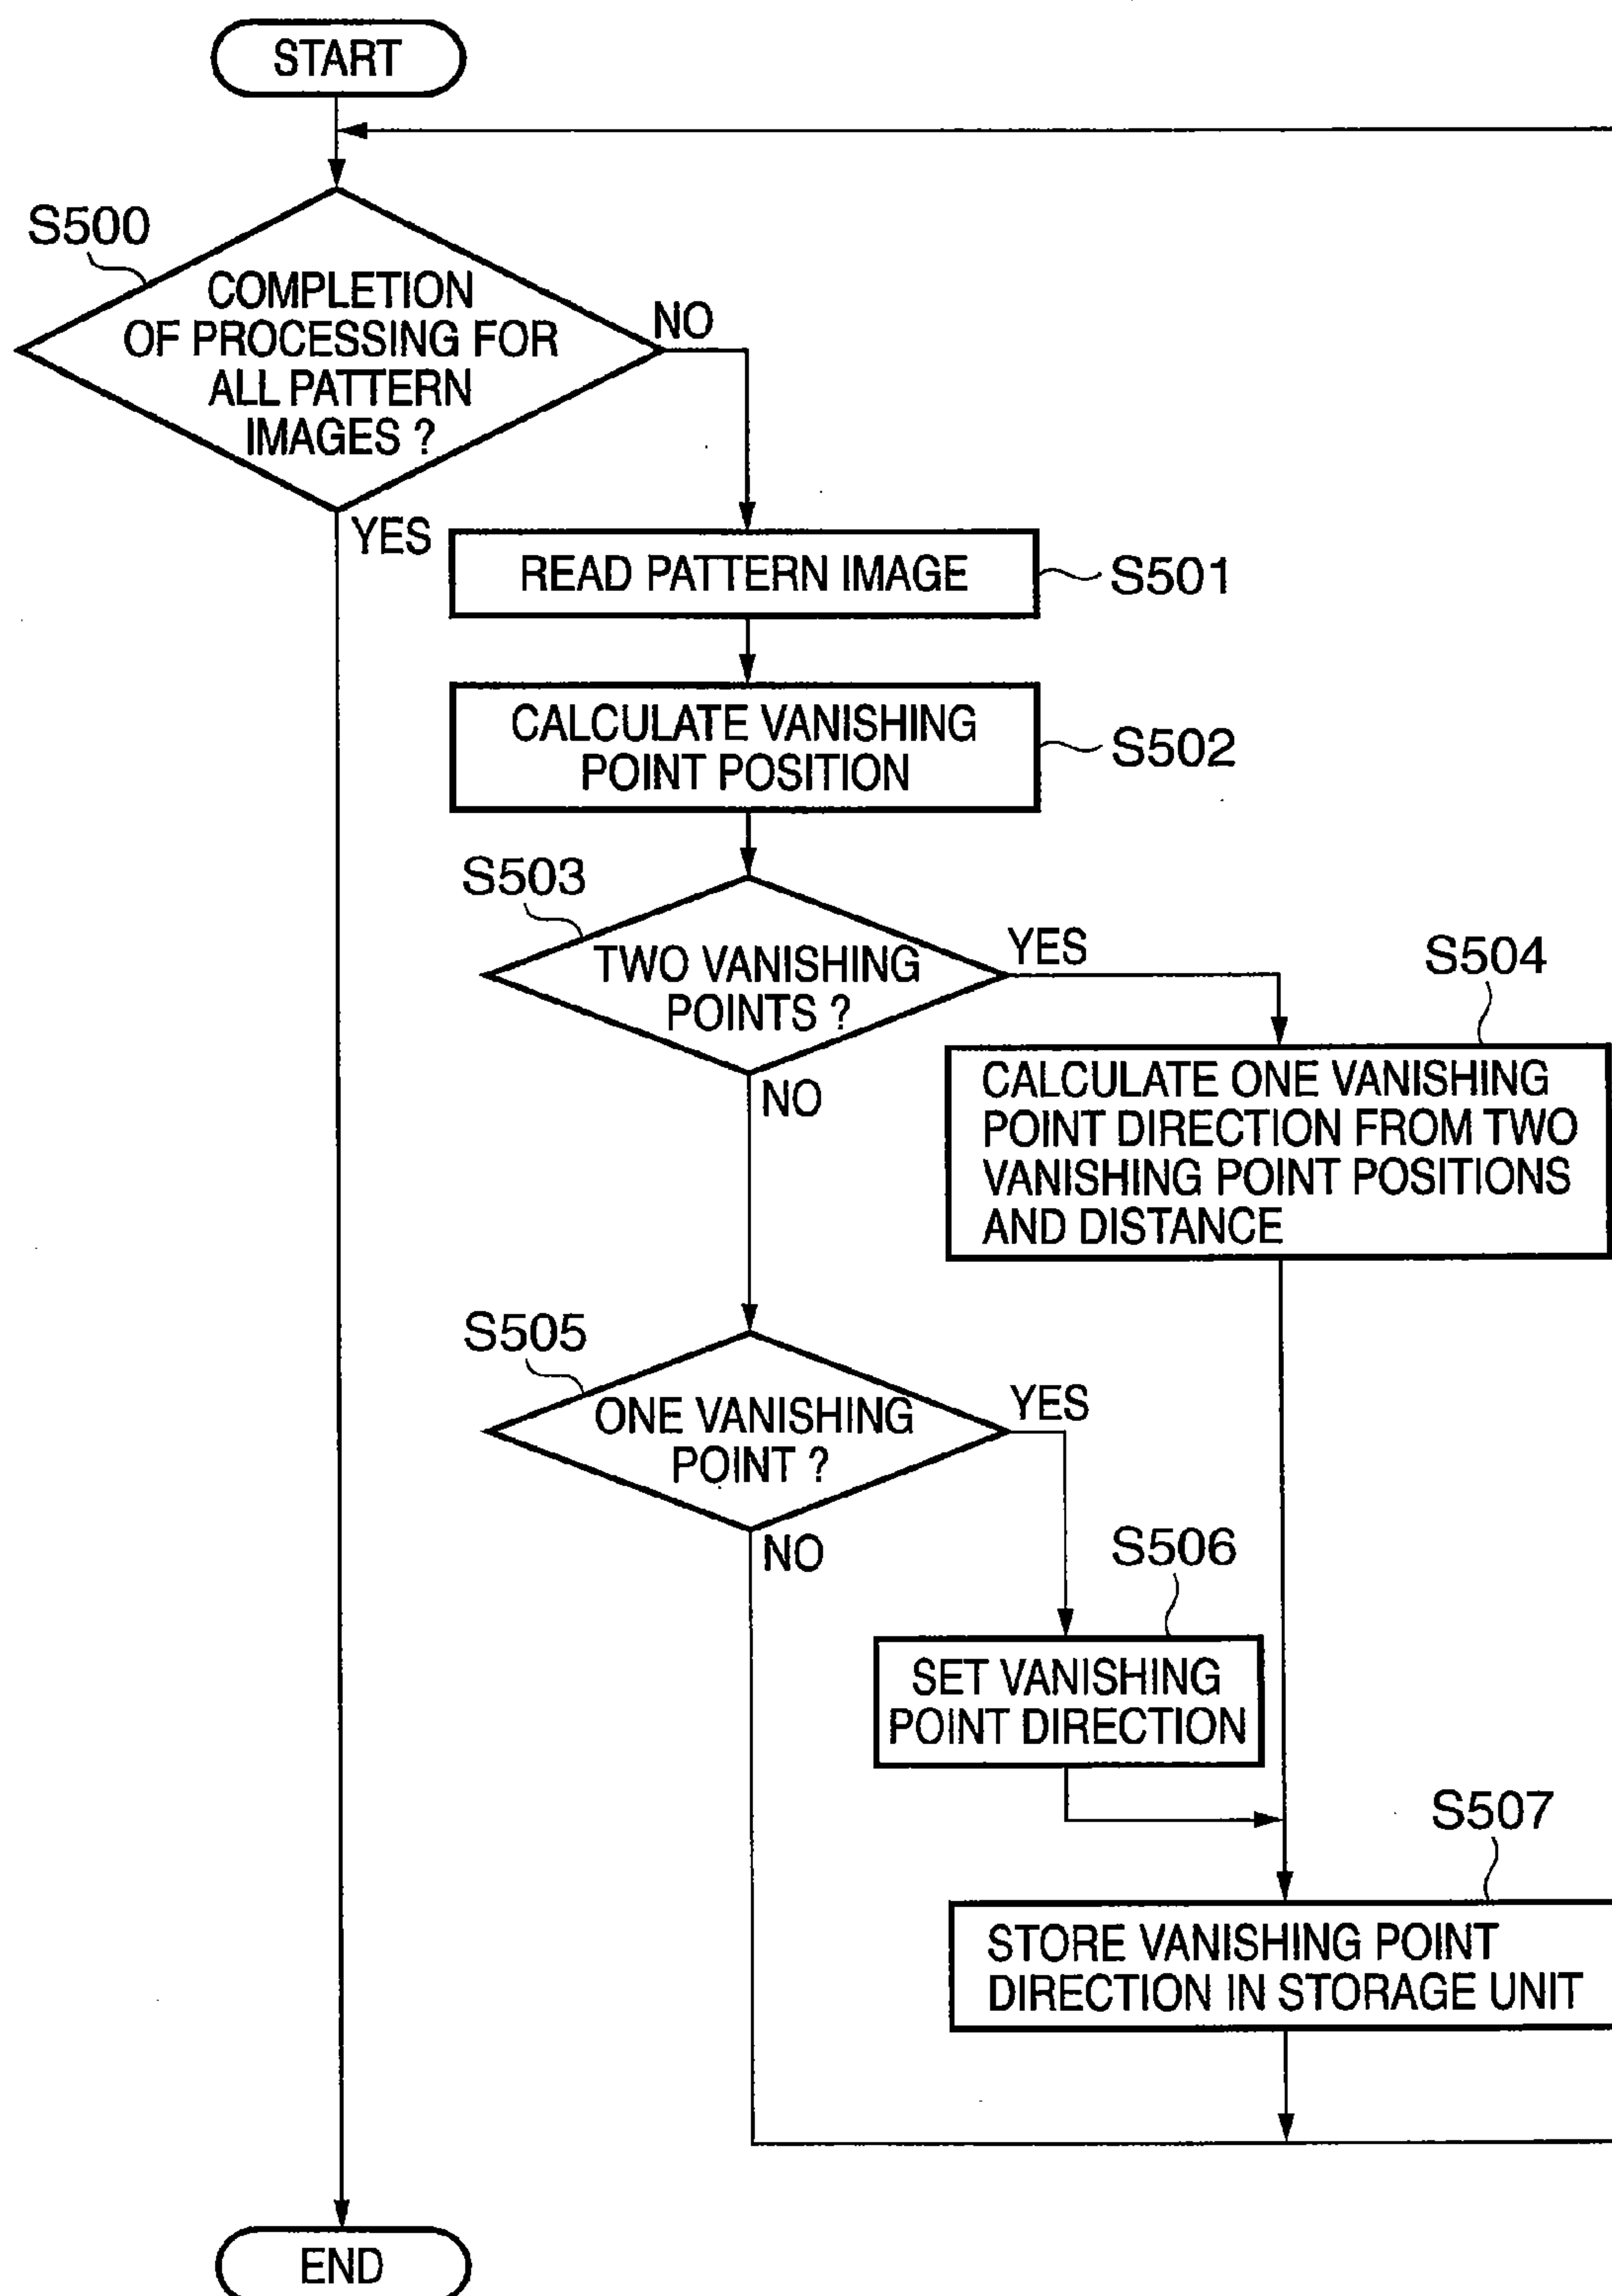 START
S500
COMPLETION
OF PROCESSING FOR
ALL PATTERN
IMAGES ?
NO
YES
READ PATTERN IMAGE
S501
CALCULATE VANISHING
POINT POSITION
S502
S503
TWO VANISHING
POINTS ?
YES
NO
S504
CALCULATE ONE VANISHING
POINT DIRECTION FROM TWO
VANISHING POINT POSITIONS
AND DISTANCE
S505
ONE VANISHING
POINT ?
YES
NO
S506
SET VANISHING
POINT DIRECTION
S507
STORE VANISHING POINT
DIRECTION IN STORAGE UNIT
END